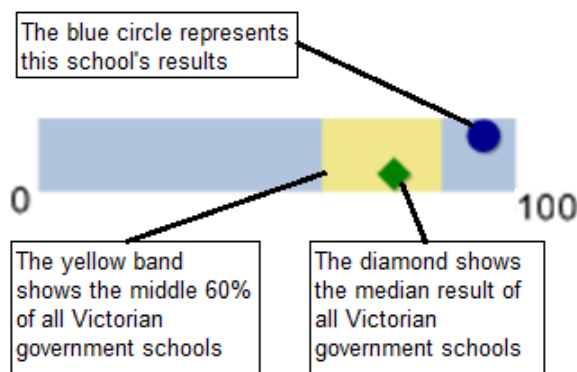 The blue circle represents
this school's results
0
100
The yellow band
shows the middle 60%
of all Victorian
government schools
The diamond shows
the median result of
all Victorian
government schools